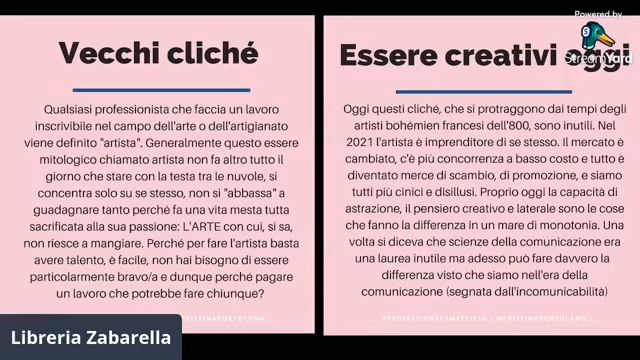 Powered by
StreamYard
Vecchi cliché
Qualsiasi professionista che faccia un lavoro
inscrivibile nel campo dell'arte o dell'artigianato
viene definito "artista". Generalmente questo essere
mitologico chiamato artista non fa altro tutto il
giorno che stare con la testa tra le nuvole, si
concentra solo su se stesso, non si "abbassa" a
guadagnare tanto perché fa una vita mesta tutta
sacrificata alla sua passione: L'ARTE con cui, si sa,
non riesce a mangiare. Perché per fare l'artista basta
avere talento, è facile, non hai bisogno di essere
particolarmente bravo/a e dunque perché pagare
un lavoro che potrebbe fare chiunque?
Essere creativi oggi
Oggi questi cliché, che si protraggono dai tempi degli
artisti bohémien francesi dell'800, sono inutili. Nel
2021 l'artista è imprenditore di se stesso. Il mercato è
cambiato, c'è più concorrenza a basso costo e tutto è
diventato merce di scambio, di promozione, e siamo
tutti più cinici e disillusi. Proprio oggi la capacità di
astrazione, il pensiero creativo e laterale sono le cose
che fanno la differenza in un mare di monotonia. Una
volta si diceva che scienze della comunicazione era
una laurea inutile ma adesso può fare davvero la
differenza visto che siamo nell'era della
comunicazione (segnata dall'incomunicabilità)
#PROFESSIONEFUMETTISTA | @CRISTINAPORTOLANO_
Libreria Zabarella